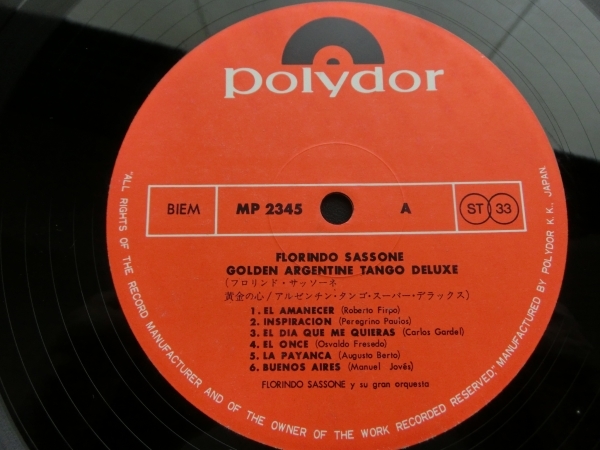 polydor
BIEM MP 2345 A ST 33
FLORINDO SASSONE
GOLDEN ARGENTINE TANGO DELUXE
(フロリンド・サッソーネ
黄金の心/アルゼンチン・タンゴ・スーパー・デラックス)
1. EL AMANECER (Roberto Firpo)
2. INSPIRACION (Peregrino Paulos)
3. EL DIA QUE ME QUIERAS (Carlos Gardel)
4. EL ONCE (Osvaldo Fresedo)
5. LA PAYANCA (Augusto Berto)
6. BUENOS AIRES (Manuel Jovés)
FLORINDO SASSONE y su gran orquesta
"ALL RIGHTS OF THE RECORD MANUFACTURER AND OF THE OWNER OF THE WORK RECORDED RESERVED" MANUFACTURED BY POLYDOR K.K., JAPAN.